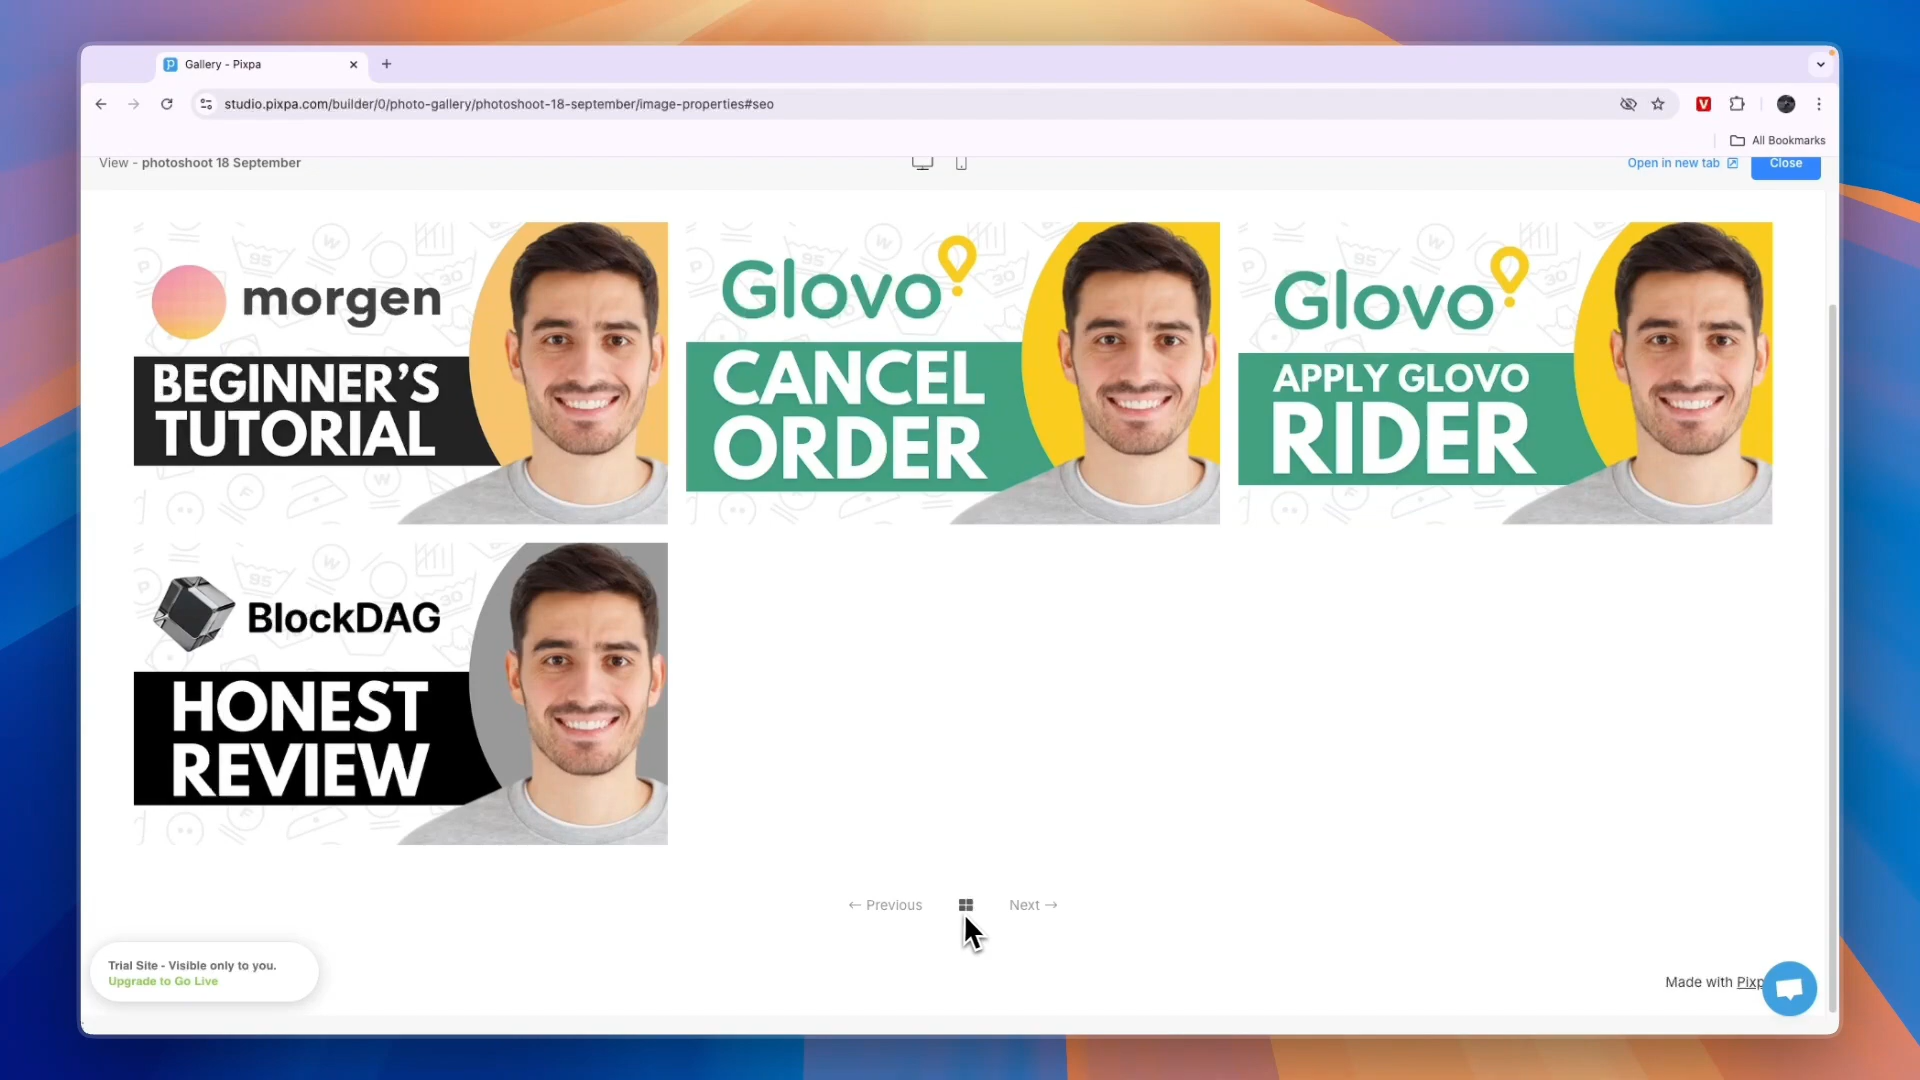 Gallery - Pixpa
studio.pixpa.com/builder/0/photo-gallery/photoshoot-18-september/image-properties#seo
All Bookmarks
View - photoshoot 18 September
Open in new tab
Close
morgen
BEGINNER'S
TUTORIAL
Glovo
CANCEL
ORDER
Glovo
APPLY GLOVO
RIDER
BlockDAG
HONEST
REVIEW
← Previous
Next →
Trial Site - Visible only to you.
Upgrade to Go Live
Made with Pixp